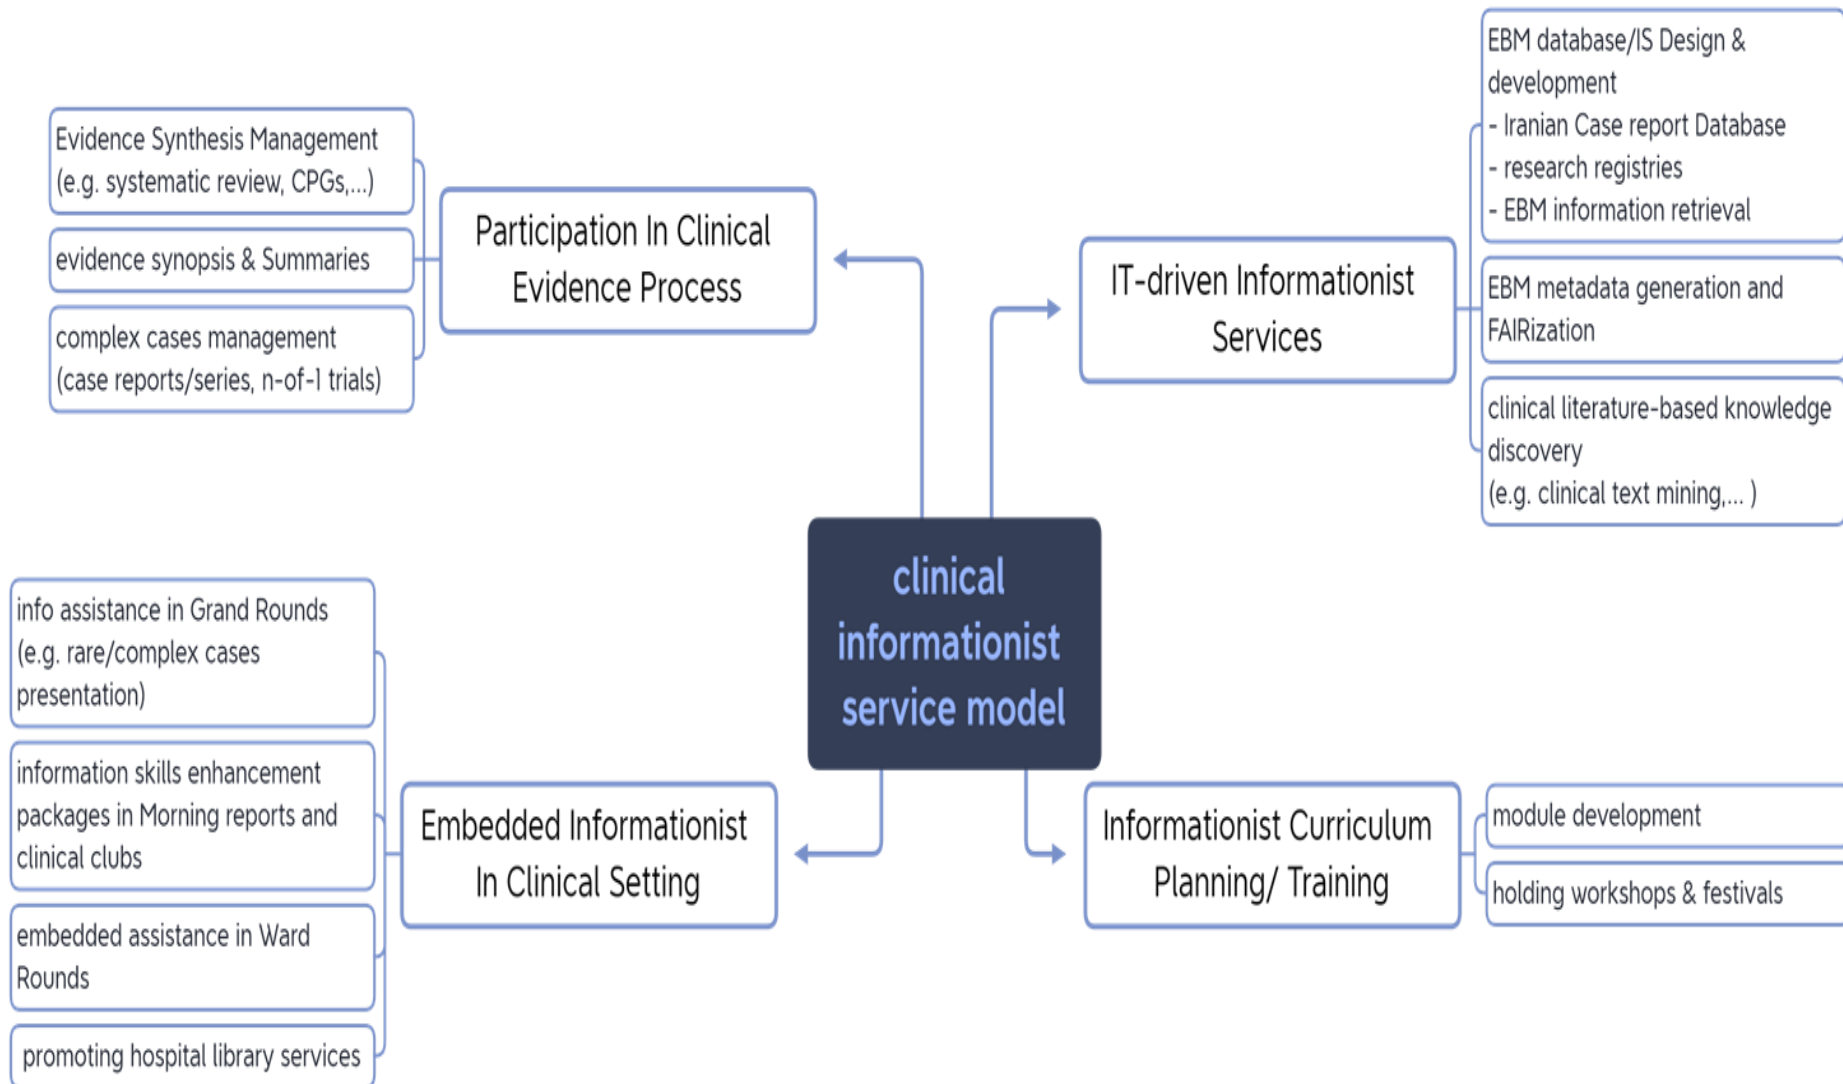 Evidence Synthesis Management
(e.g. systematic review, CPGs,...)
evidence synopsis & Summaries
complex cases management
(case reports/series, n-of-1 trials)
Participation In Clinical
Evidence Process
IT-driven Informationist
Services
EBM database/IS Design &
development
- Iranian Case report Database
- research registries
- EBM information retrieval
EBM metadata generation and
FAIRization
clinical literature-based knowledge
discovery
(e.g. clinical text mining,... )
clinical
informationist
service model
info assistance in Grand Rounds
(e.g. rare/complex cases
presentation)
information skills enhancement
packages in Morning reports and
clinical clubs
embedded assistance in Ward
Rounds
promoting hospital library services
Embedded Informationist
In Clinical Setting
Informationist Curriculum
Planning/ Training
module development
holding workshops & festivals